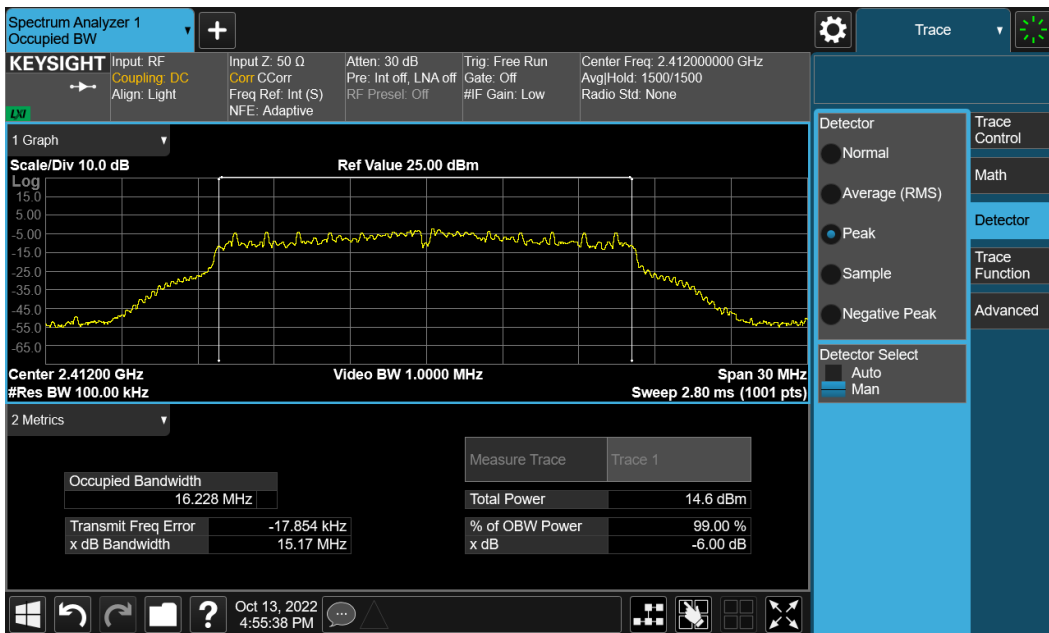 Spectrum Analyzer 1
Occupied BW
+
Trace
KEYSIGHT
LXI
Input: RF
Coupling: DC
Align: Light
Input Z: 50 Ω
Corr CCorr
Freq Ref: Int (S)
NFE: Adaptive
Atten: 30 dB
Pre: Int off, LNA off
RF Presel: Off
Trig: Free Run
Gate: Off
#IF Gain: Low
Center Freq: 2.412000000 GHz
Avg|Hold: 1500/1500
Radio Std: None
1 Graph
Scale/Div 10.0 dB
Ref Value 25.00 dBm
Log
15.0
5.00
-5.00
-15.0
-25.0
-35.0
-45.0
-55.0
-65.0
Center 2.41200 GHz
#Res BW 100.00 kHz
Video BW 1.0000 MHz
Span 30 MHz
Sweep 2.80 ms (1001 pts)
2 Metrics
Measure Trace
Trace 1
Occupied Bandwidth
16.228 MHz
Total Power
14.6 dBm
Transmit Freq Error
-17.854 kHz
% of OBW Power
99.00 %
x dB Bandwidth
15.17 MHz
x dB
-6.00 dB
Detector
Normal
Average (RMS)
Peak
Sample
Negative Peak
Detector Select
Auto
Man
Trace
Control
Math
Detector
Trace
Function
Advanced
?
Oct 13, 2022
4:55:38 PM